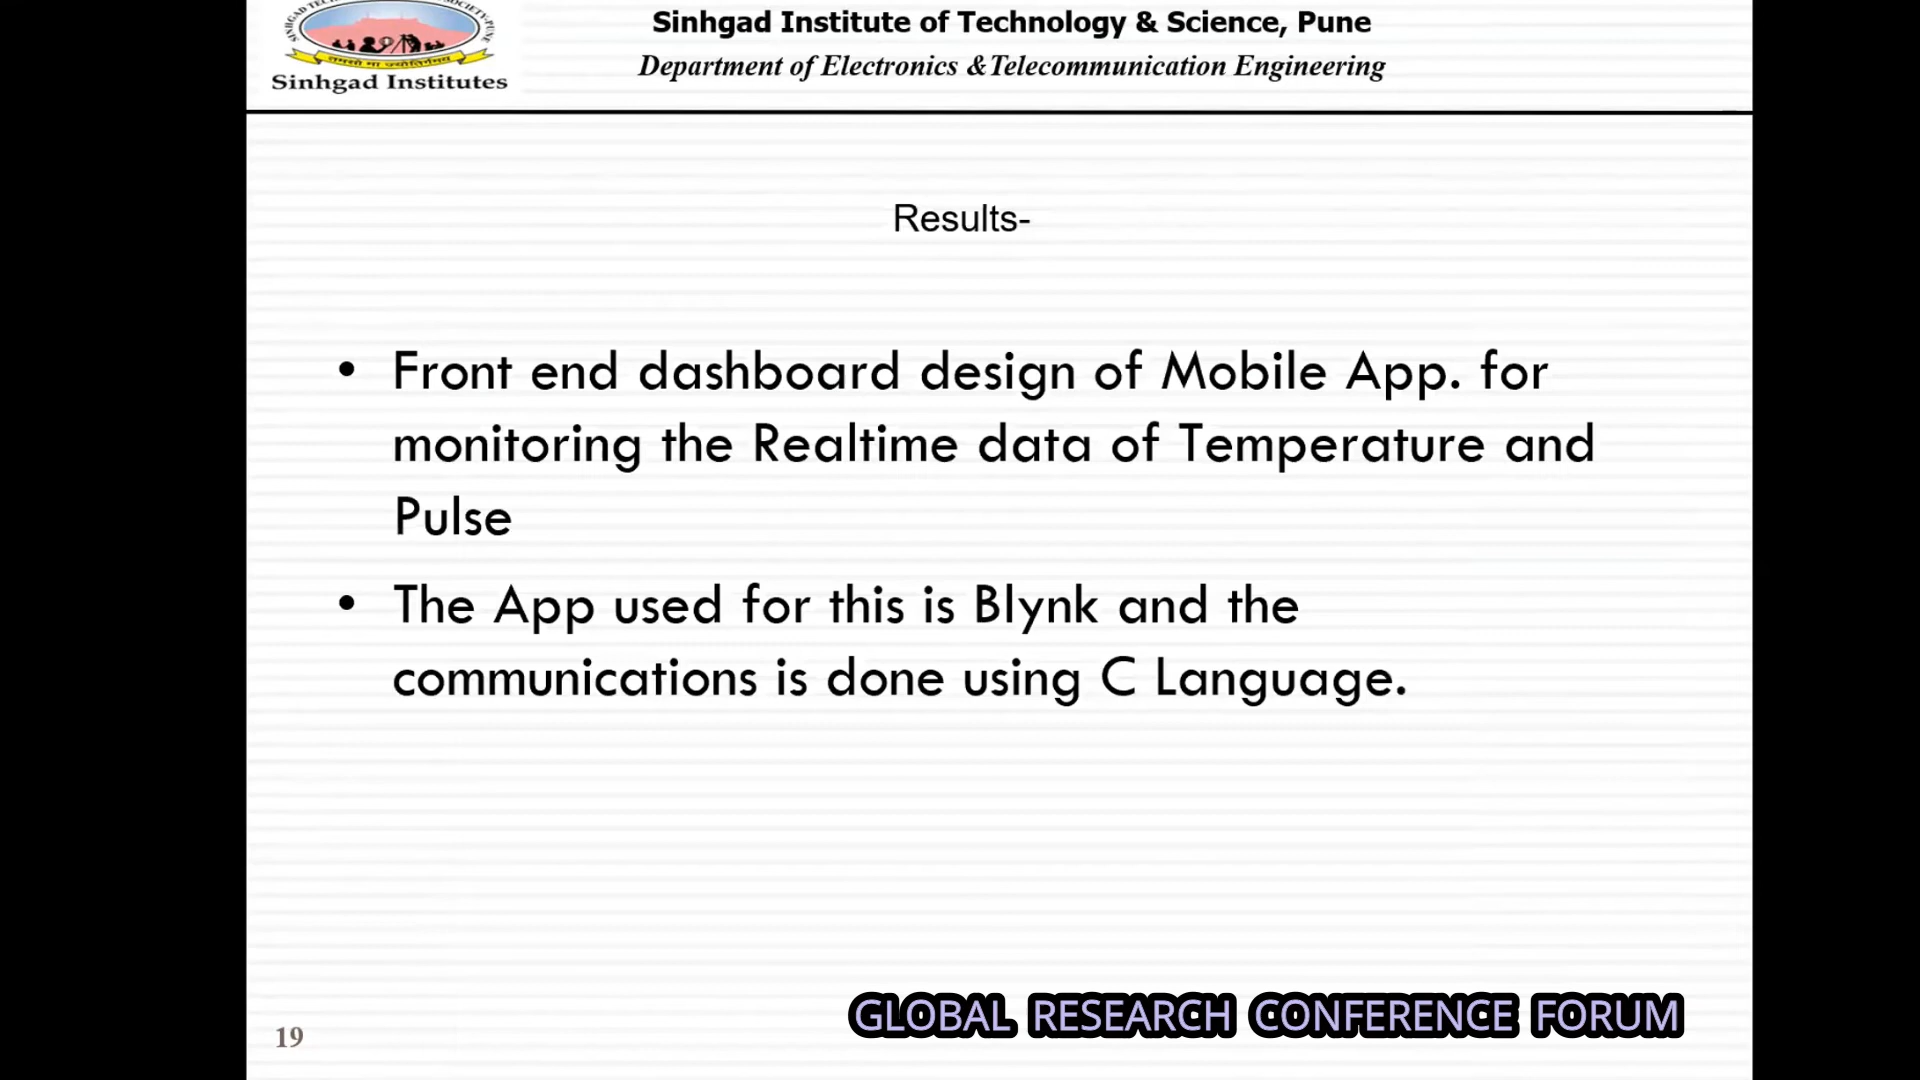 Sinhgad Institute of Technology & Science, Pune
Department of Electronics &Telecommunication Engineering
Sinhgad Institutes
Results-
• Front end dashboard design of Mobile App. for
monitoring the Realtime data of Temperature and
Pulse
• The App used for this is Blynk and the
communications is done using C Language.
GLOBAL RESEARCH CONFERENCE FORUM
19